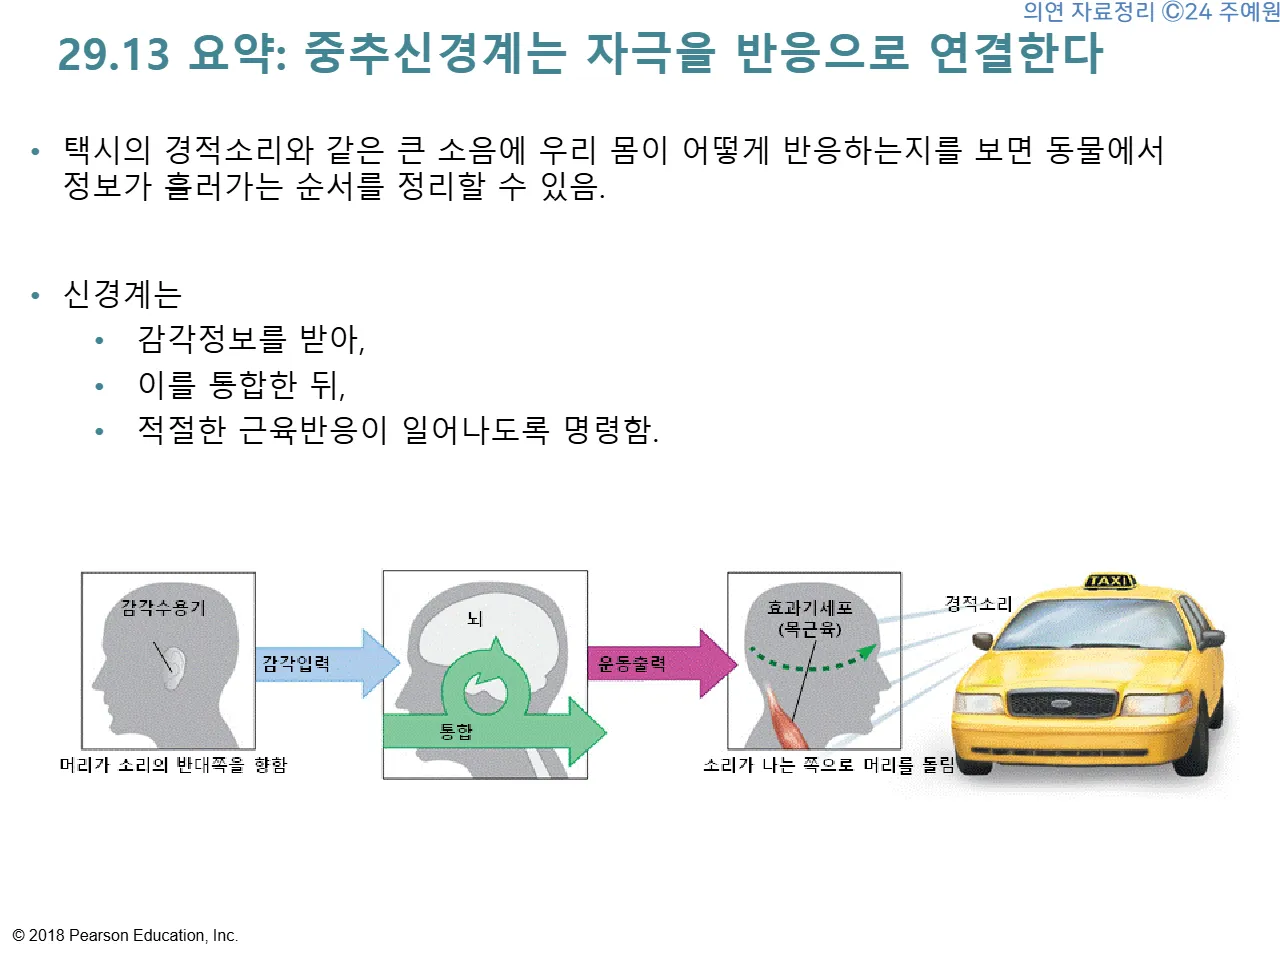 의연 자료정리 ©24 주예원
29.13 요약: 중추신경계는 자극을 반응으로 연결한다
• 택시의 경적소리와 같은 큰 소음에 우리 몸이 어떻게 반응하는지를 보면 동물에서
정보가 흘러가는 순서를 정리할 수 있음.
• 신경계는
• 감각정보를 받아,
• 이를 통합한 뒤,
• 적절한 근육반응이 일어나도록 명령함.
감각수용기
감각입력
머리가 소리의 반대쪽을 향함
뇌
통합
운동출력
효과기세포
(목근육)
소리가 나는 쪽으로 머리를 돌림
경적소리
TAXI
© 2018 Pearson Education, Inc.